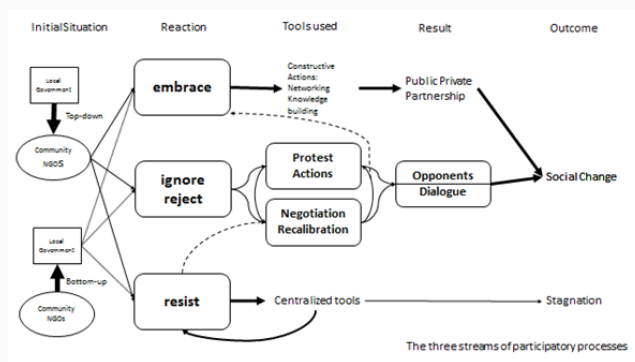 InitialSituation
Reaction
Tools used
Result
Outcome
Local
Government
Top-down
Community
NGOS
embrace
Constructive
Actions:
Networking
Knowledge
building
Public Private
Partnership
ignore
reject
Protest
Actions
Negotiation
Recalibration
Opponents
Dialogue
Social Change
Local
Government
Bottom-up
Community
NGOs
resist
Centralized tools
Stagnation
The three streams of participatory processes